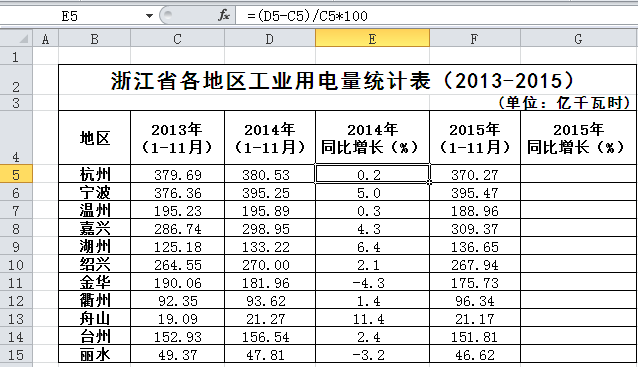 E5 fx =(D5-C5)/C5*100
A B C D E F G
1
2 浙江省各地区工业用电量统计表（2013-2015）
3 （单位：亿千瓦时）
4 地区 2013年（1-11月） 2014年（1-11月） 2014年同比增长（%） 2015年（1-11月） 2015年同比增长（%）
5 杭州 379.69 380.53 0.2 370.27
6 宁波 376.36 395.25 5.0 395.47
7 温州 195.23 195.89 0.3 188.96
8 嘉兴 286.74 298.95 4.3 309.37
9 湖州 125.18 133.22 6.4 136.65
10 绍兴 264.55 270.00 2.1 267.94
11 金华 190.06 181.96 -4.3 175.73
12 衢州 92.35 93.62 1.4 96.34
13 舟山 19.09 21.27 11.4 21.17
14 台州 152.93 156.54 2.4 151.81
15 丽水 49.37 47.81 -3.2 46.62